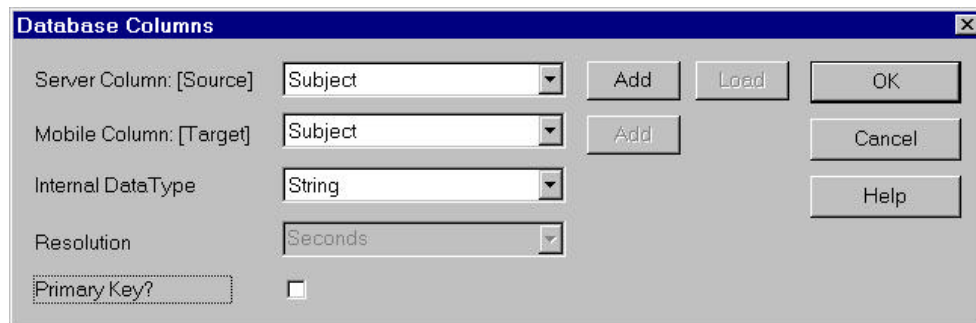 Database Columns
Server Column: [Source] Subject Add Load OK
Mobile Column: [Target] Subject Add Cancel
Internal DataType String Help
Resolution Seconds
Primary Key?